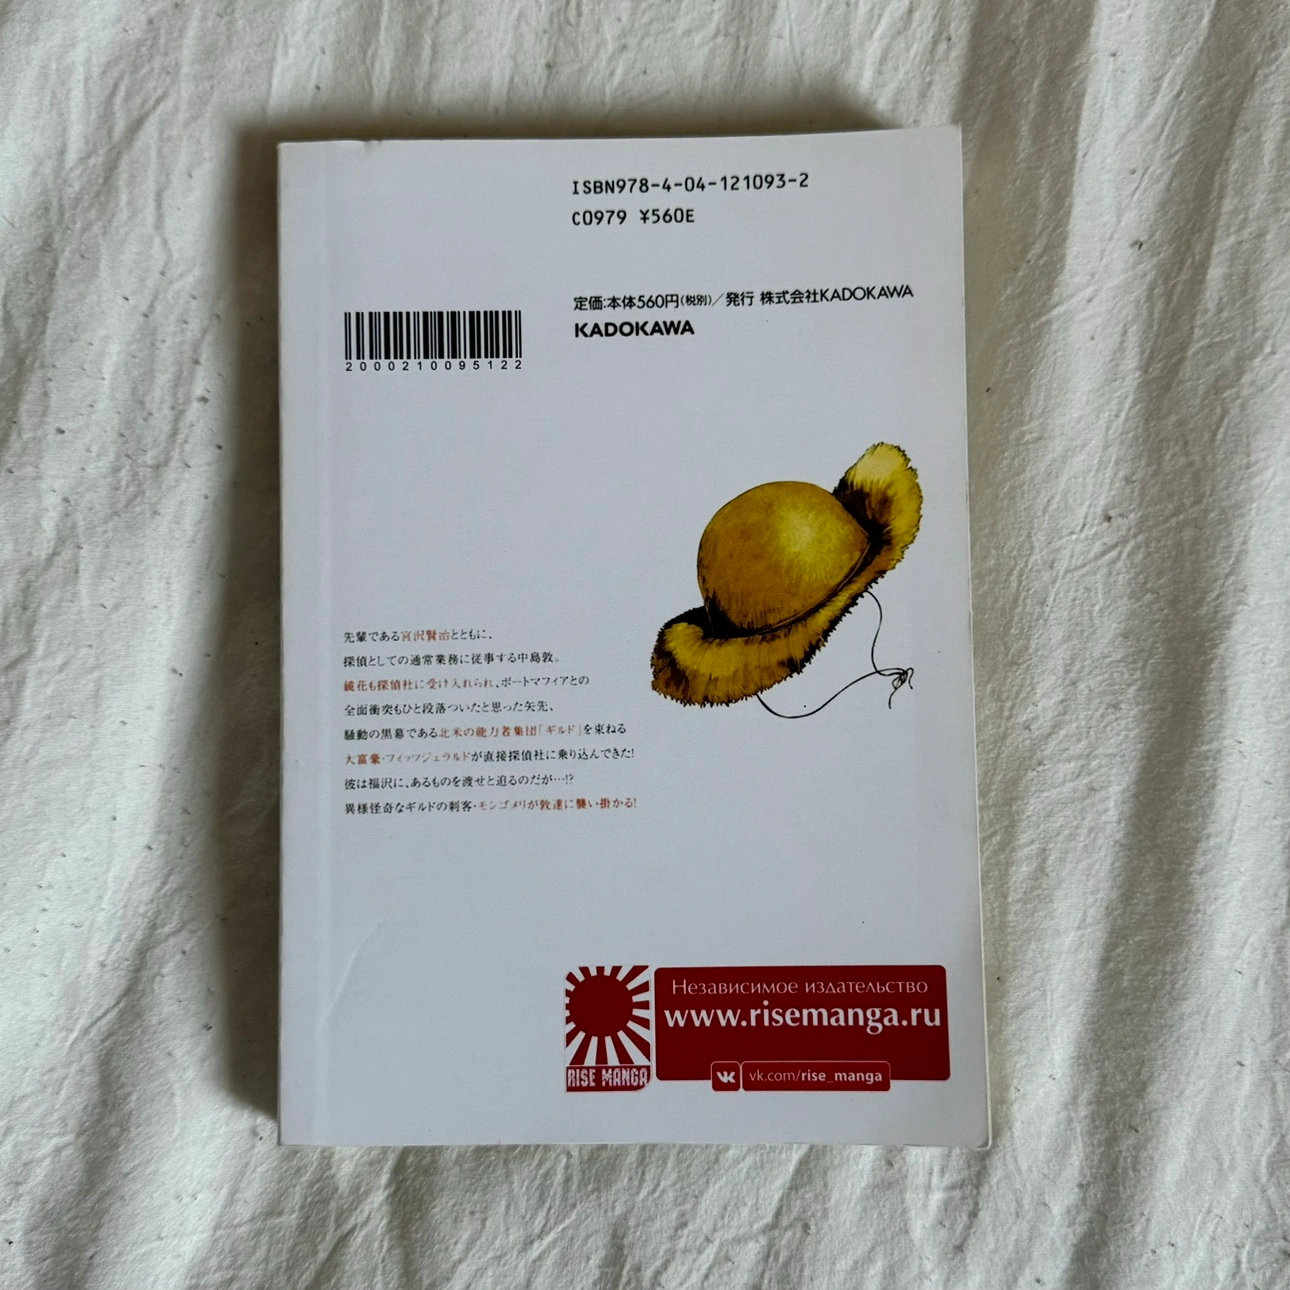 ISBN978-4-04-121093-2
C0979 ¥560E
定価:本体560円(税別)/発行 株式会社KADOKAWA
KADOKAWA
2000210095122
先輩である宮沢賢治とともに、
探偵としての通常業務に従事する中島敦。
鏡花も探偵社に受け入れられ、ポートマフィアとの
全面衝突もひと段落ついたと思った矢先、
騒動の黒幕である北米の能力者集団「ギルド」を束ねる
大富豪・フィッツジェラルドが直接探偵社に乗り込んできた!
彼は福沢に、あるものを渡せと迫るのだが…!?
異様怪奇なギルドの刺客・モンゴメリが敦達に襲い掛かる!
Независимое издательство
www.risemanga.ru
RISE MANGA
vk.com/rise_manga